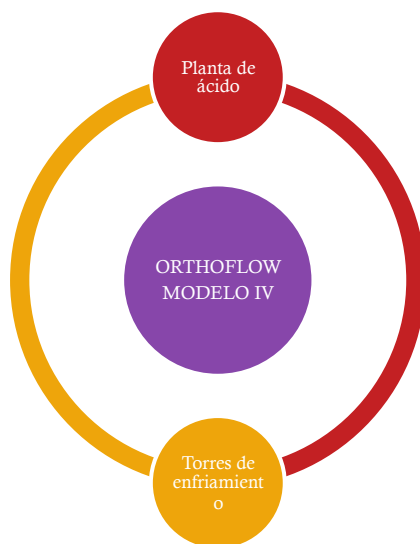 Planta de
ácido
ORTHOFLOW
MODELO IV
Torres de
enfriamient
o